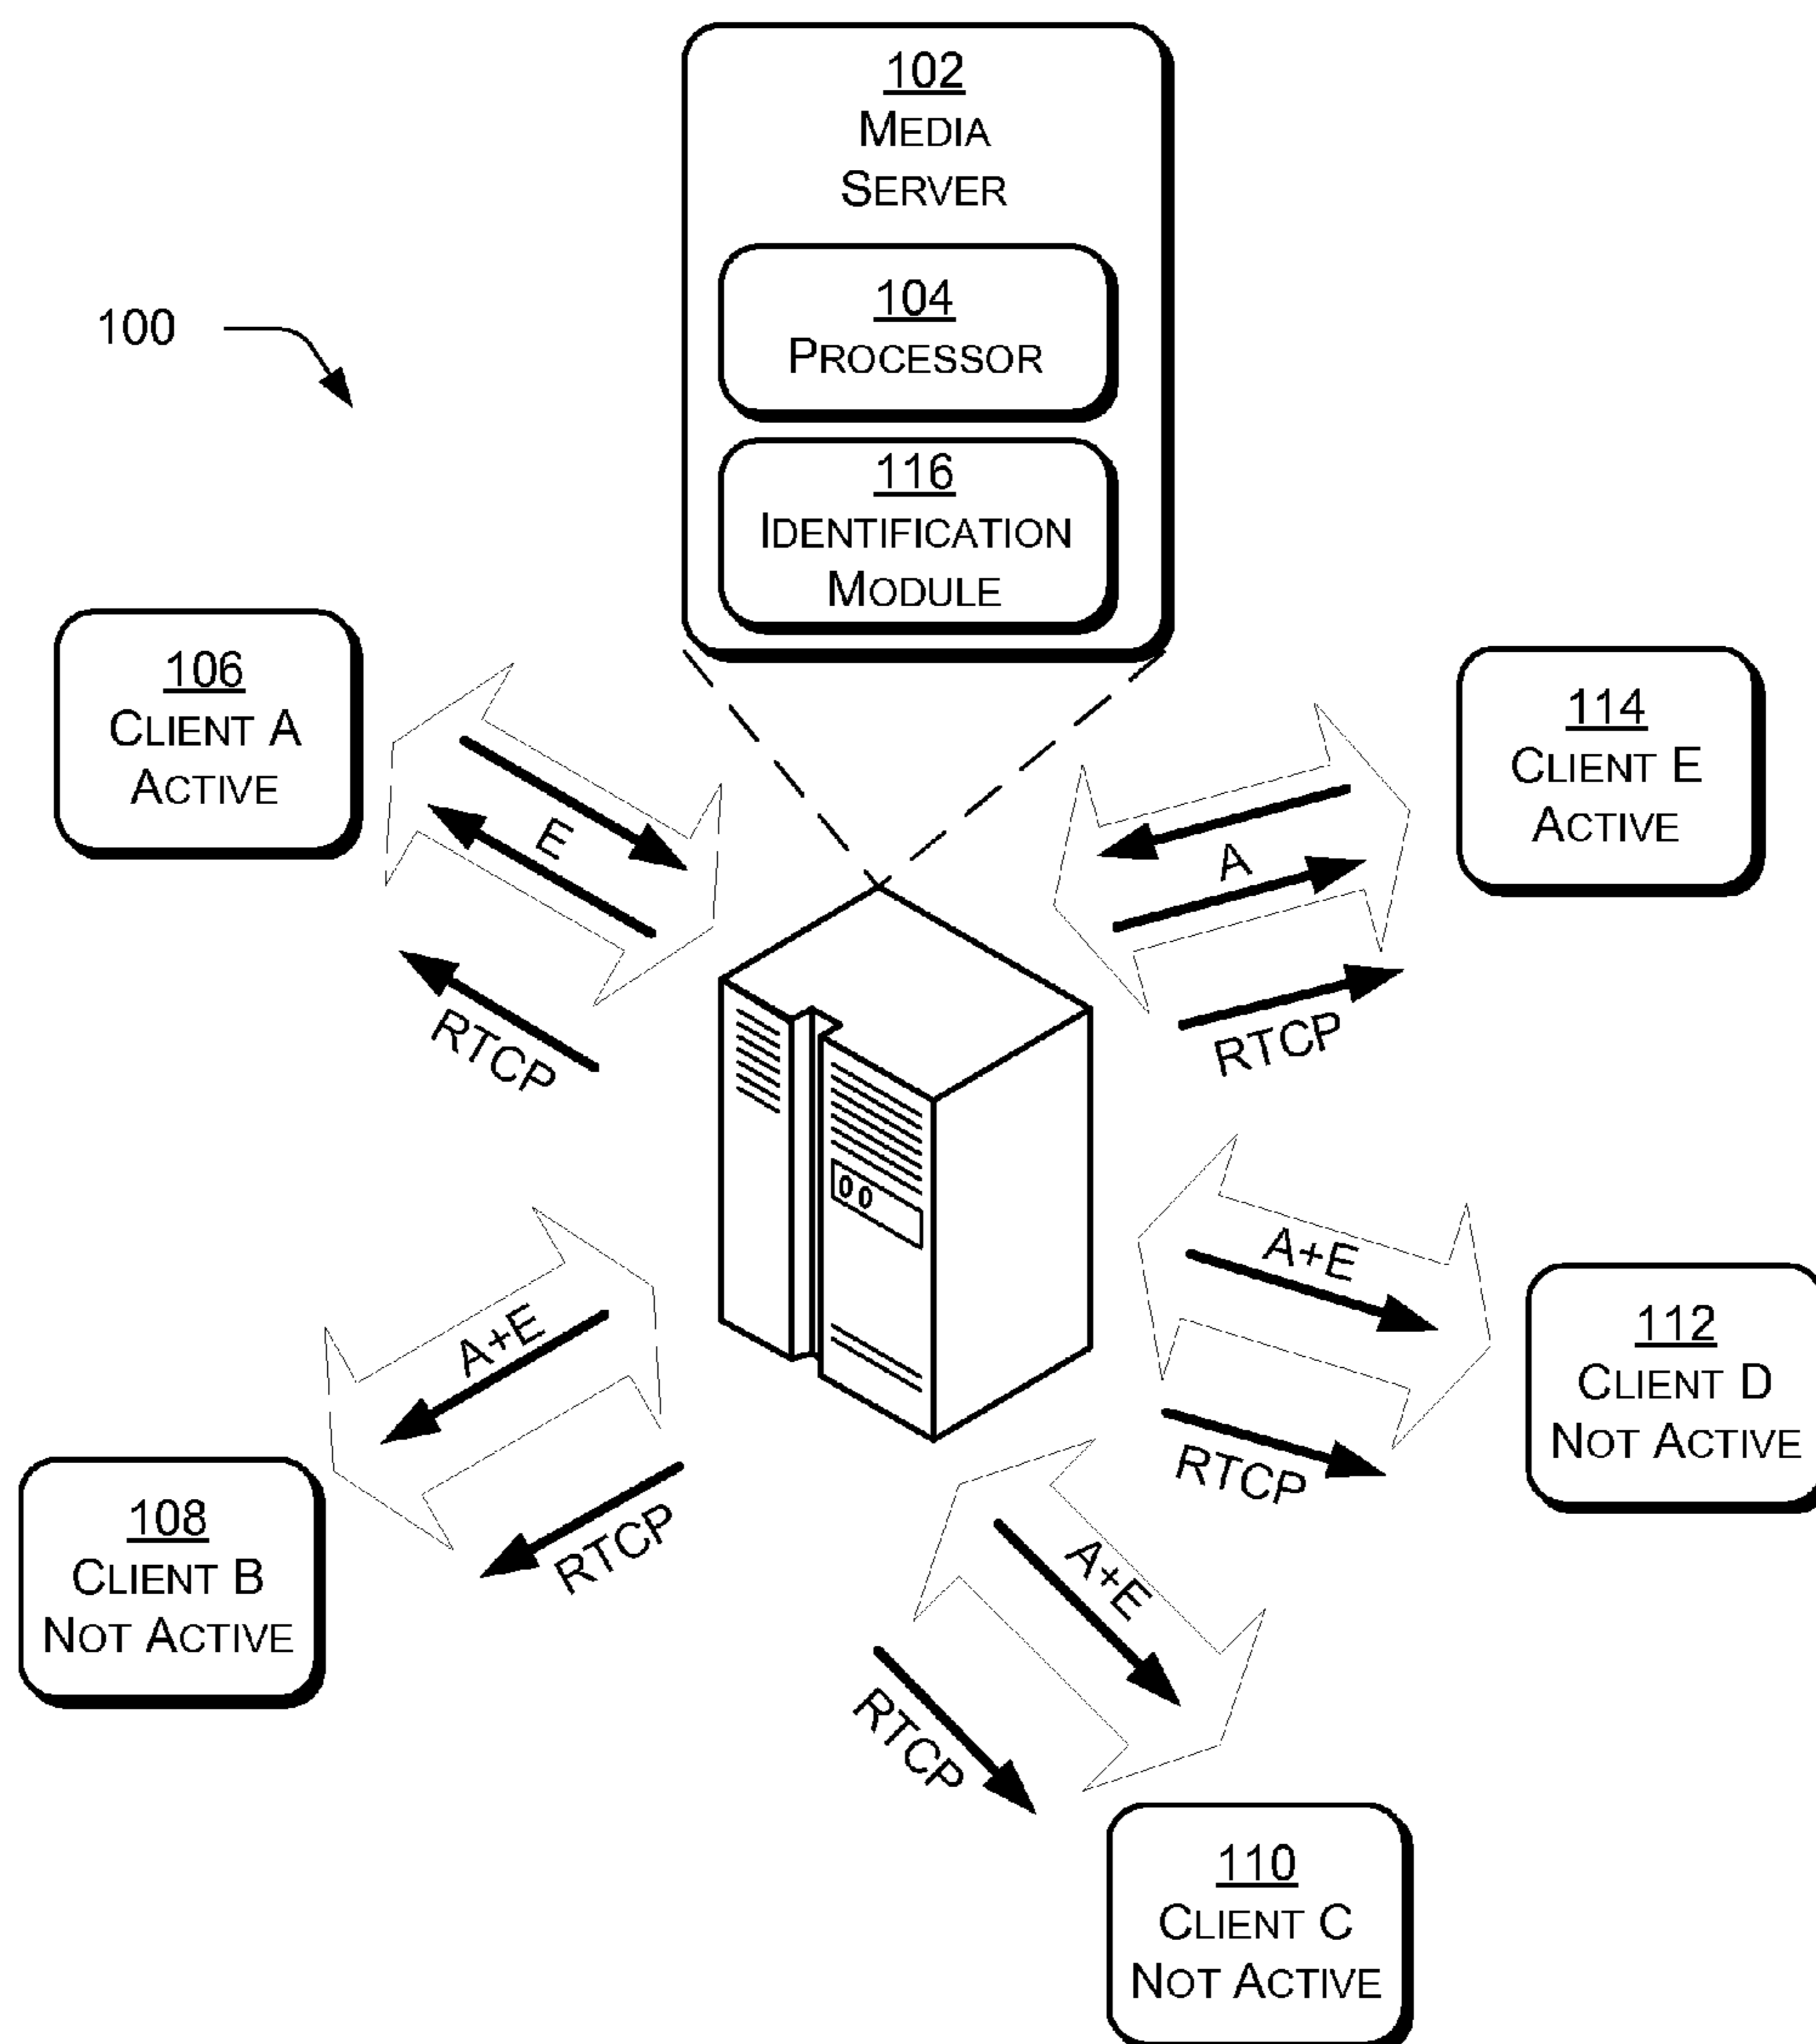 102
MEDIA
SERVER
104
PROCESSOR
116
IDENTIFICATION
MODULE
100
106
CLIENT A
ACTIVE
114
CLIENT E
ACTIVE
E
RTCP
A
RTCP
A+E
RTCP
112
CLIENT D
NOT ACTIVE
A+E
RTCP
108
CLIENT B
NOT ACTIVE
A+E
RTCP
110
CLIENT C
NOT ACTIVE